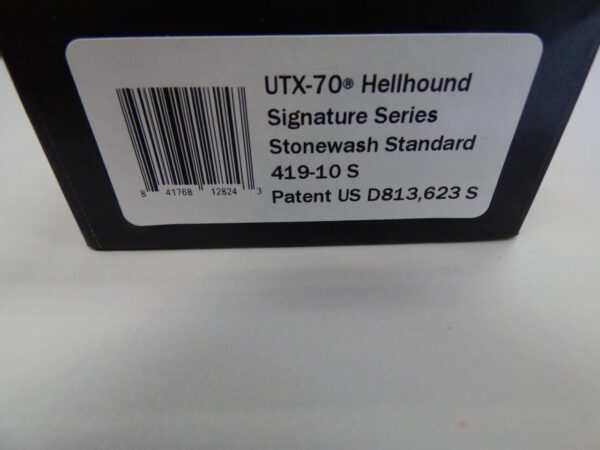 UTX-70® Hellhound
Signature Series
Stonewash Standard
419-10 S
Patent US D813,623 S
8 41768 12824 3